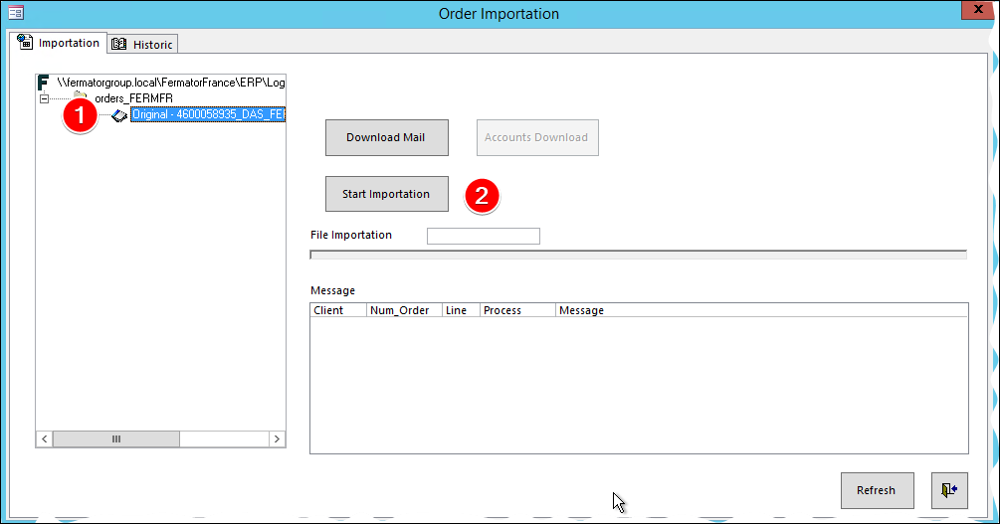 Order Importation
x
Importation
Historic
F \\fermatorgroup.local\FermatorFrance\ERP\Log
orders_FERMFR
1
Original - 4600058935_DAS_FE
Download Mail
Accounts Download
Start Importation
2
File Importation
Message
Client Num_Order Line Process Message
Refresh